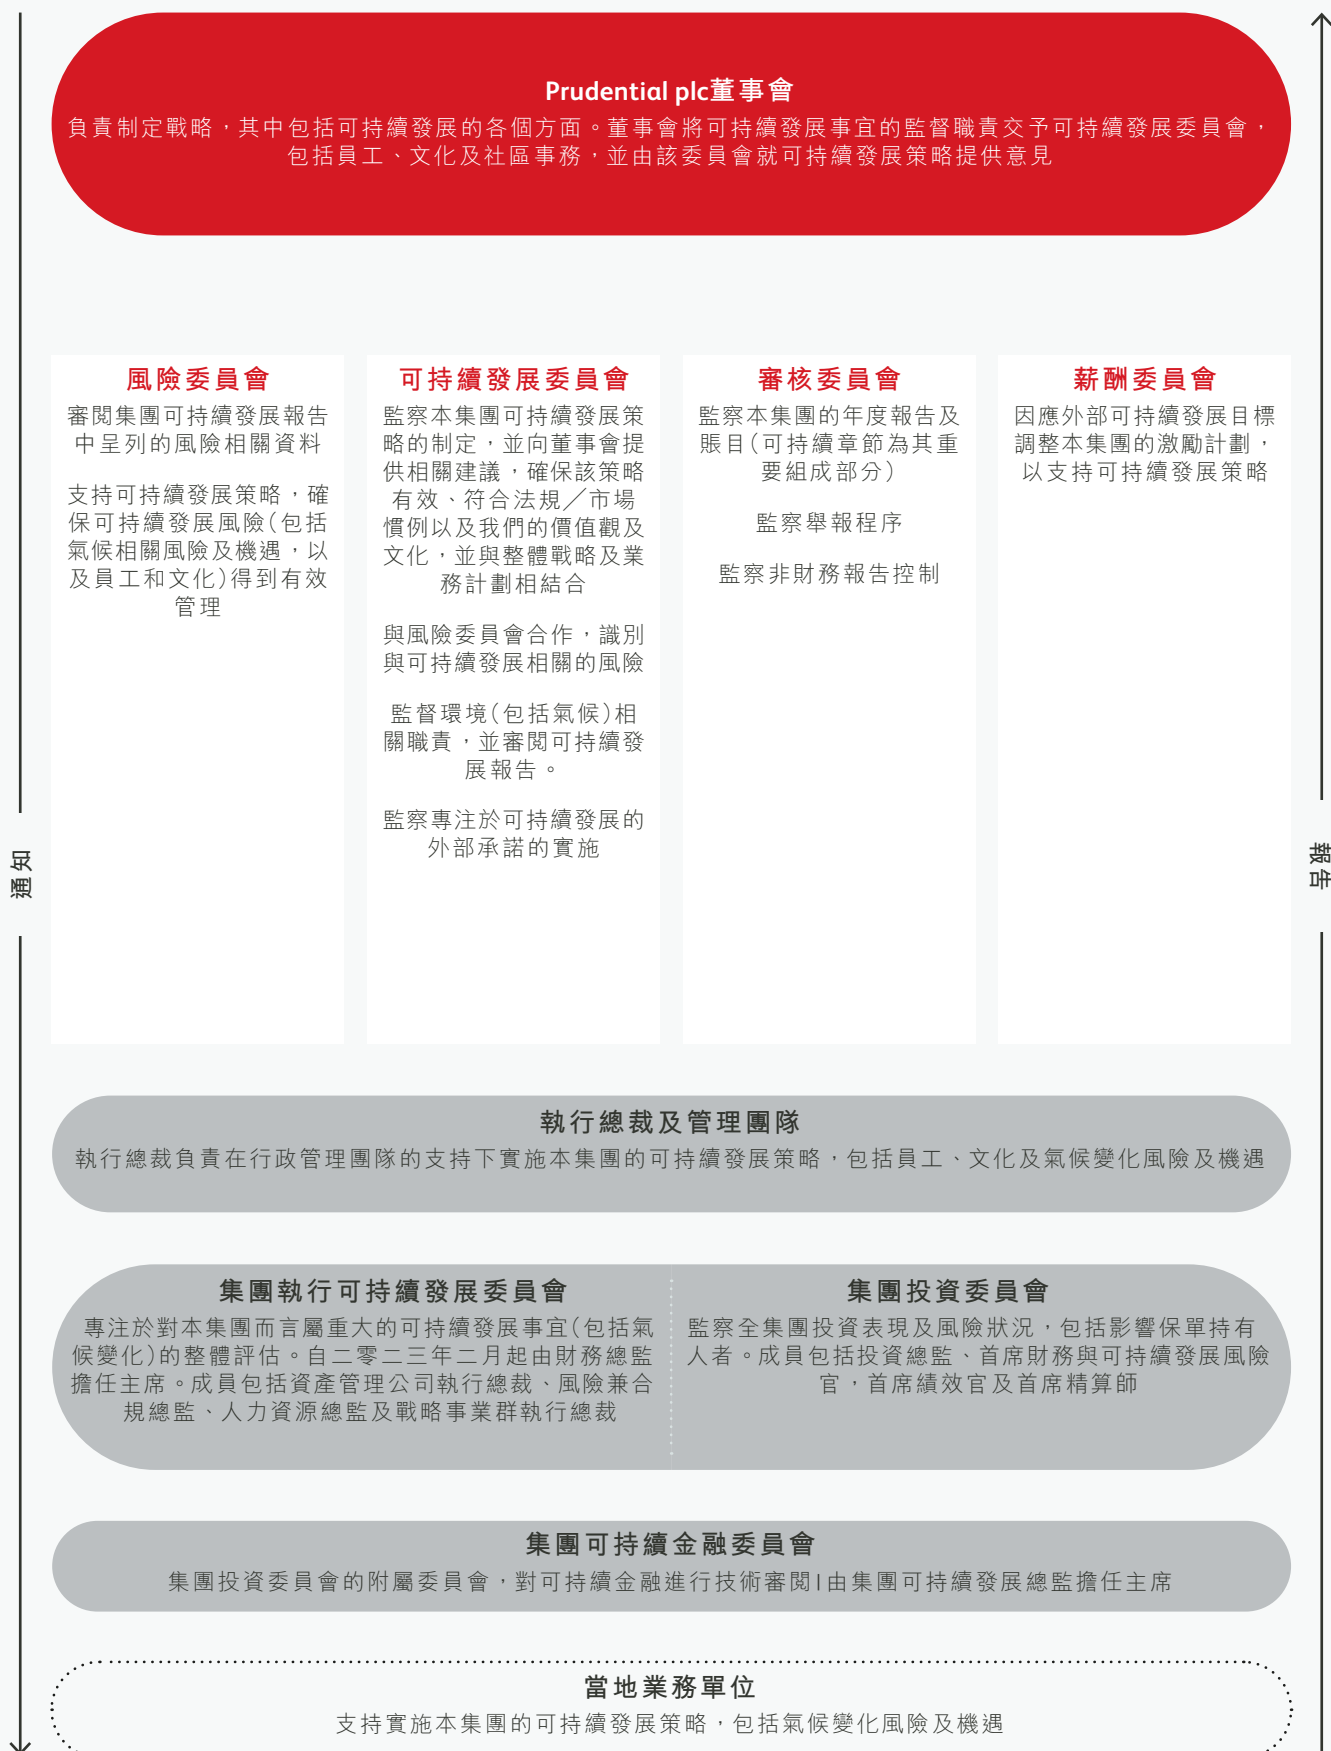 Prudential plc董事會
負責制定戰略，其中包括可持續發展的各個方面。董事會將可持續發展事宜的監督職責交予可持續發展委員會，
包括員工、文化及社區事務，並由該委員會就可持續發展策略提供意見
風險委員會
審閱集團可持續發展報告
中呈列的風險相關資料
支持可持續發展策略，確
保可持續發展風險（包括
氣候相關風險及機遇，以
及員工和文化）得到有效
管理
可持續發展委員會
監察本集團可持續發展策
略的制定，並向董事會提
供相關建議，確保該策略
有效、符合法規／市場
慣例以及我們的價值觀及
文化，並與整體戰略及業
務計劃相結合
與風險委員會合作，識別
與可持續發展相關的風險
監督環境（包括氣候）相
關職責，並審閱可持續發
展報告。
監察專注於可持續發展的
外部承諾的實施
審核委員會
監察本集團的年度報告及
賬目（可持續章節為其重
要組成部分）
監察舉報程序
監察非財務報告控制
薪酬委員會
因應外部可持續發展目標
調整本集團的激勵計劃，
以支持可持續發展策略
通知
報告
執行總裁及管理團隊
執行總裁負責在行政管理團隊的支持下實施本集團的可持續發展策略，包括員工、文化及氣候變化風險及機遇
集團執行可持續發展委員會
專注於對本集團而言屬重大的可持續發展事宜（包括氣
候變化）的整體評估。自二零二三年二月起由財務總監
擔任主席。成員包括資產管理公司執行總裁、風險兼合
規總監、人力資源總監及戰略事業群執行總裁
集團投資委員會
監察全集團投資表現及風險狀況，包括影響保單持有
人者。成員包括投資總監、首席財務與可持續發展風險
官，首席績效官及首席精算師
集團可持續金融委員會
集團投資委員會的附屬委員會，對可持續金融進行技術審閱|由集團可持續發展總監擔任主席
當地業務單位
支持實施本集團的可持續發展策略，包括氣候變化風險及機遇